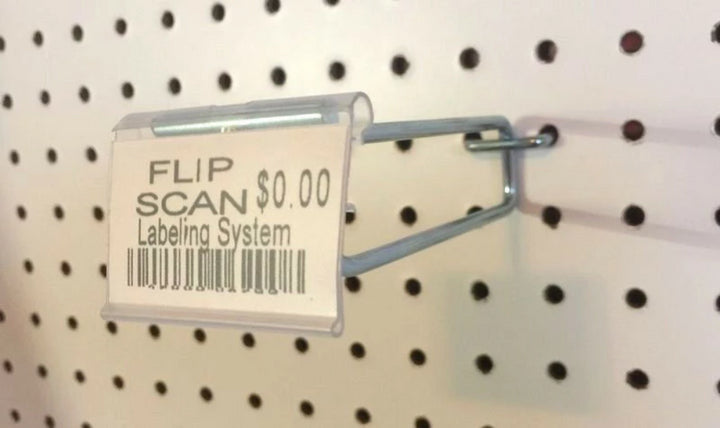 FLIP
SCAN $0.00
Labeling System